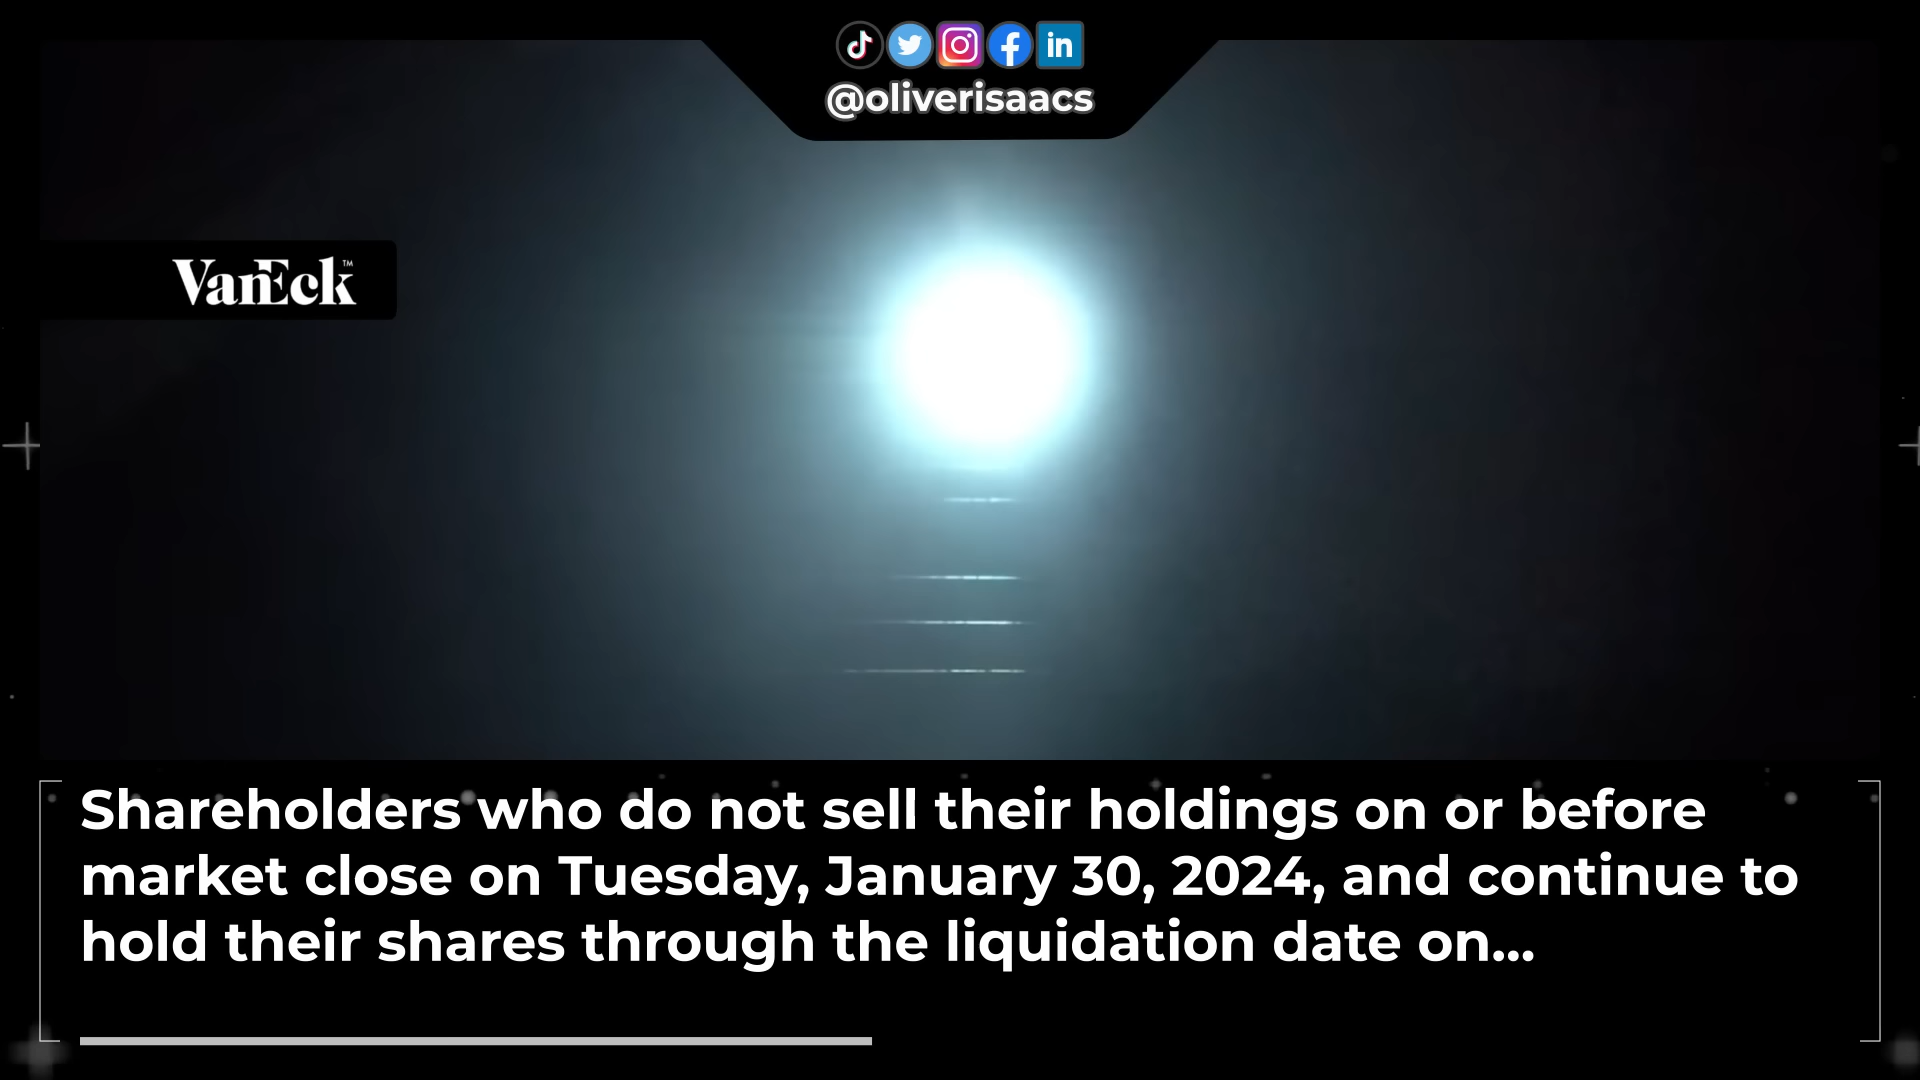 @oliverisaacs
VanEck™
Shareholders who do not sell their holdings on or before
market close on Tuesday, January 30, 2024, and continue to
hold their shares through the liquidation date on...